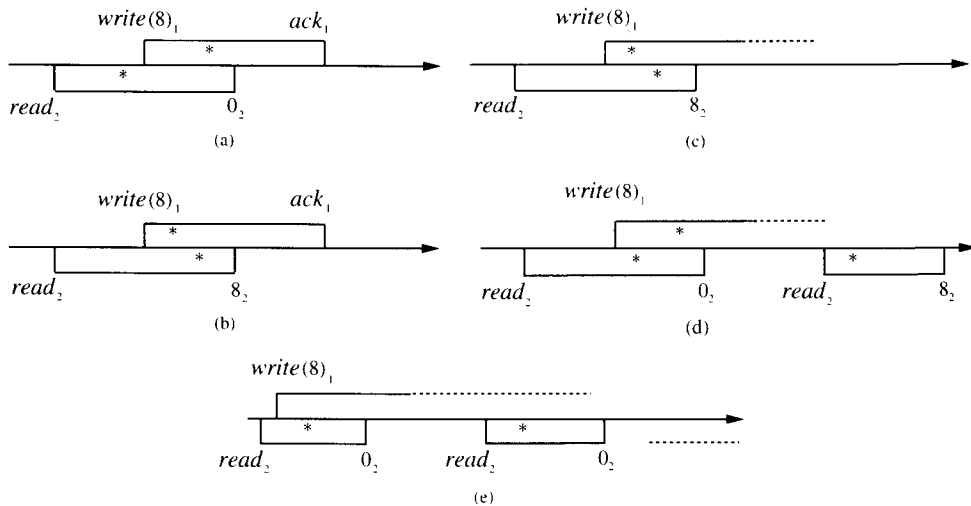 write(8)₁ ack₁
* *
read₂ 0₂
(a)
write(8)₁
* *
read₂ 8₂
(c)
write(8)₁ ack₁
* *
read₂ 8₂
(b)
write(8)₁
* * *
read₂ 0₂ read₂ 8₂
(d)
write(8)₁
* *
read₂ 0₂ read₂ 0₂
(e)